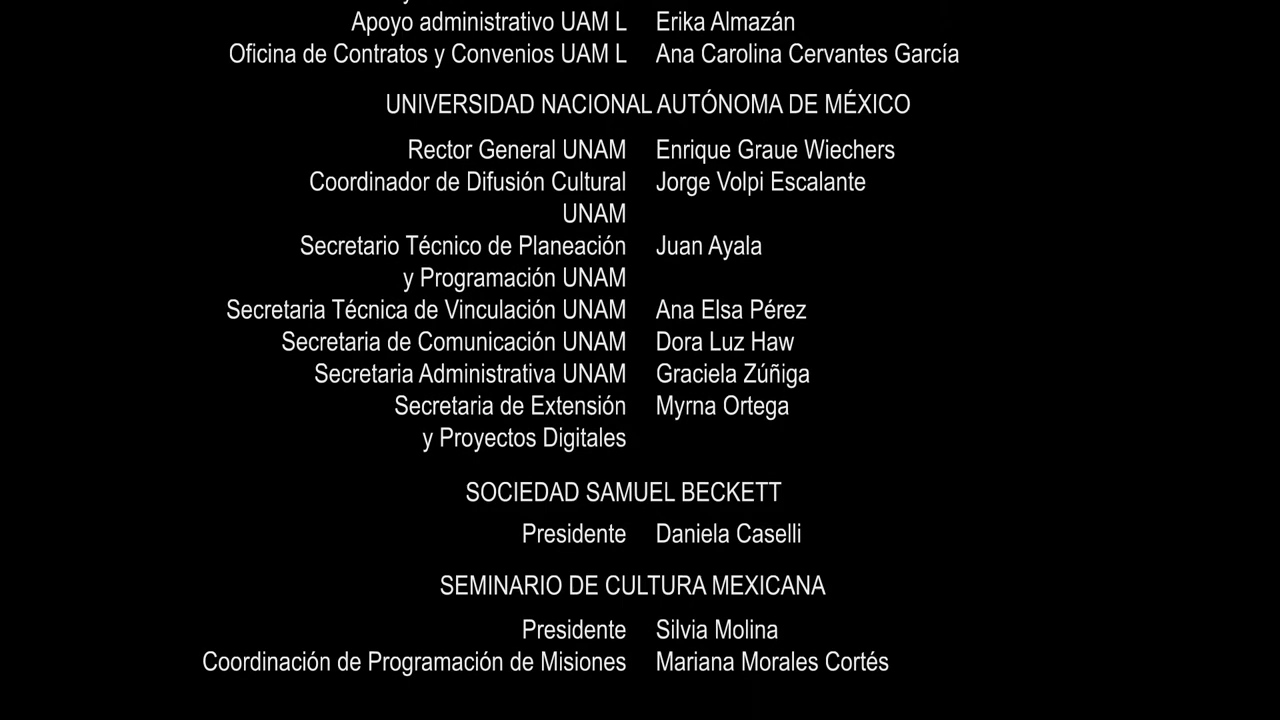 Apoyo administrativo UAM L Erika Almazán
Oficina de Contratos y Convenios UAM L Ana Carolina Cervantes García
UNIVERSIDAD NACIONAL AUTÓNOMA DE MÉXICO
Rector General UNAM Enrique Graue Wiechers
Coordinador de Difusión Cultural Jorge Volpi Escalante
UNAM
Secretario Técnico de Planeación Juan Ayala
y Programación UNAM
Secretaria Técnica de Vinculación UNAM Ana Elsa Pérez
Secretaria de Comunicación UNAM Dora Luz Haw
Secretaria Administrativa UNAM Graciela Zúñiga
Secretaria de Extensión Myrna Ortega
y Proyectos Digitales
SOCIEDAD SAMUEL BECKETT
Presidente Daniela Caselli
SEMINARIO DE CULTURA MEXICANA
Presidente Silvia Molina
Coordinación de Programación de Misiones Mariana Morales Cortés